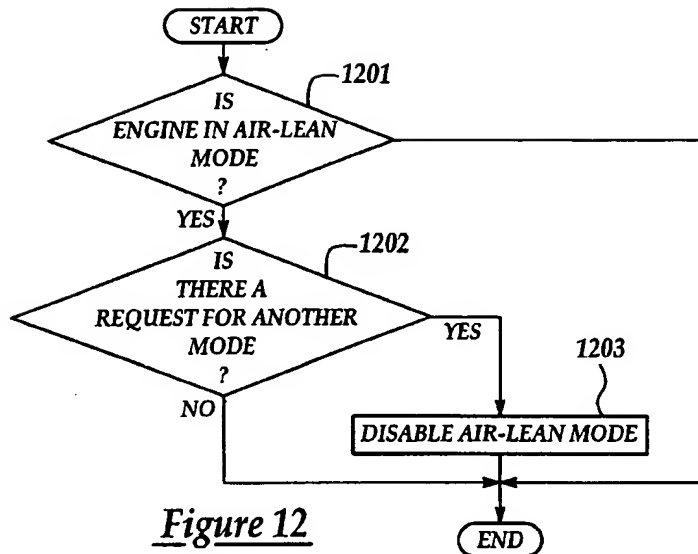 START
1201
IS
ENGINE IN AIR-LEAN
MODE
?
YES
1202
IS
THERE A
REQUEST FOR ANOTHER
MODE
?
YES
NO
1203
DISABLE AIR-LEAN MODE
Figure 12
END